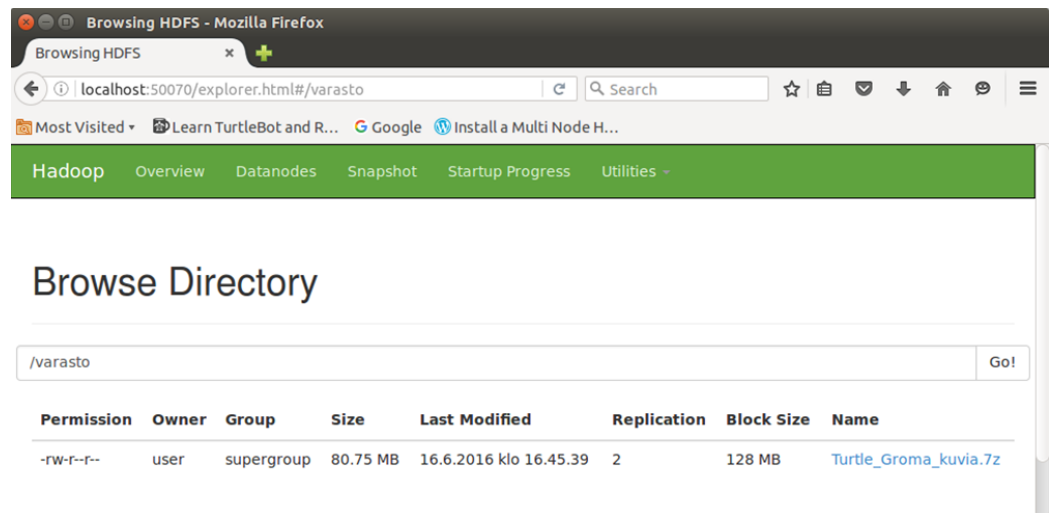 Browsing HDFS - Mozilla Firefox
Browsing HDFS
localhost:50070/explorer.html#/varasto
Search
Most Visited
Learn TurtleBot and R...
Google
Install a Multi Node H...
Hadoop Overview Datanodes Snapshot Startup Progress Utilities
Browse Directory
/varasto Go!
Permission Owner Group Size Last Modified Replication Block Size Name
-rw-r--r-- user supergroup 80.75 MB 16.6.2016 klo 16.45.39 2 128 MB Turtle_Groma_kuvia.7z